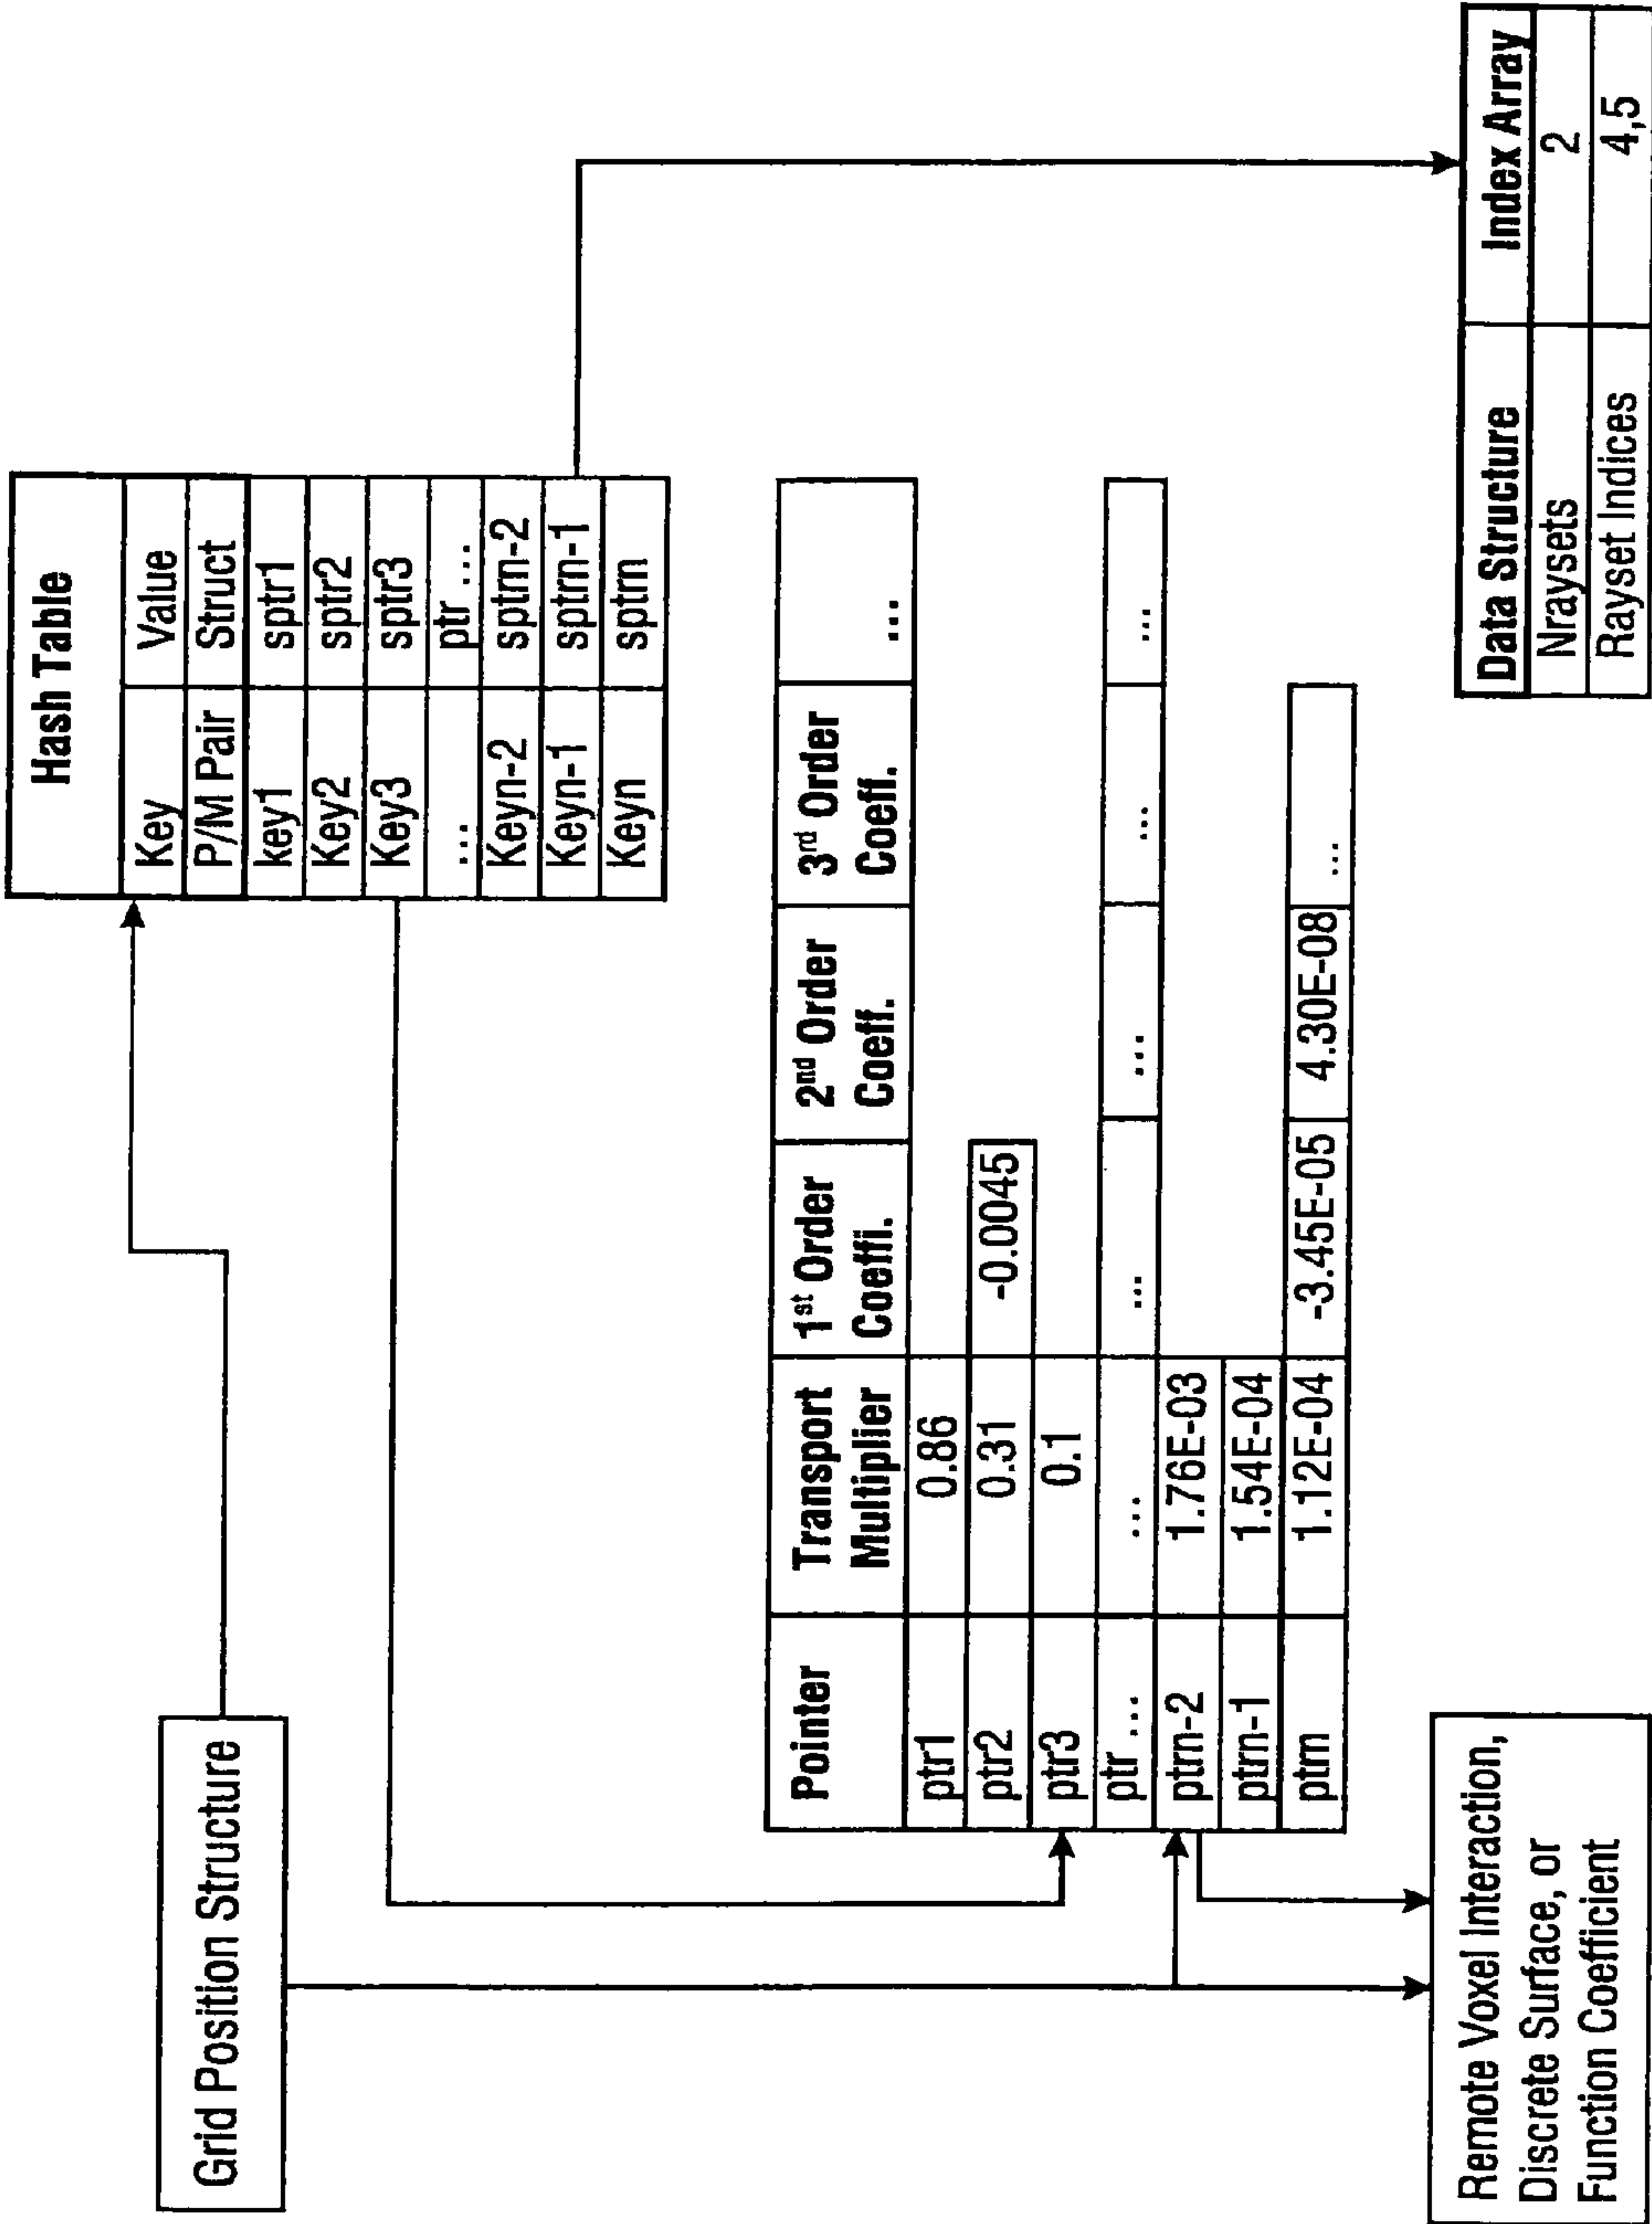 Grid Position Structure
Hash Table
Key Value
P/M Pair Struct
key1 sptr1
Key2 sptr2
Key3 sptr3
... ptr ...
Keyn-2 sptrn-2
Keyn-1 sptrn-1
Keyn sptrn
Pointer Transport Multiplier 1st Order Coeffi. 2nd Order Coeff. 3rd Order Coeff. ...
ptr1 0.86
ptr2 0.31 -0.0045
ptr3 0.1
ptr ... ... ... ... ... ...
ptrn-2 1.76E-03
ptrn-1 1.54E-04
ptrn 1.12E-04 -3.45E-05 4.30E-08 ...
Remote Voxel Interaction,
Discrete Surface, or
Function Coefficient
Data Structure Index Array
Nraysets 2
Rayset Indices 4,5